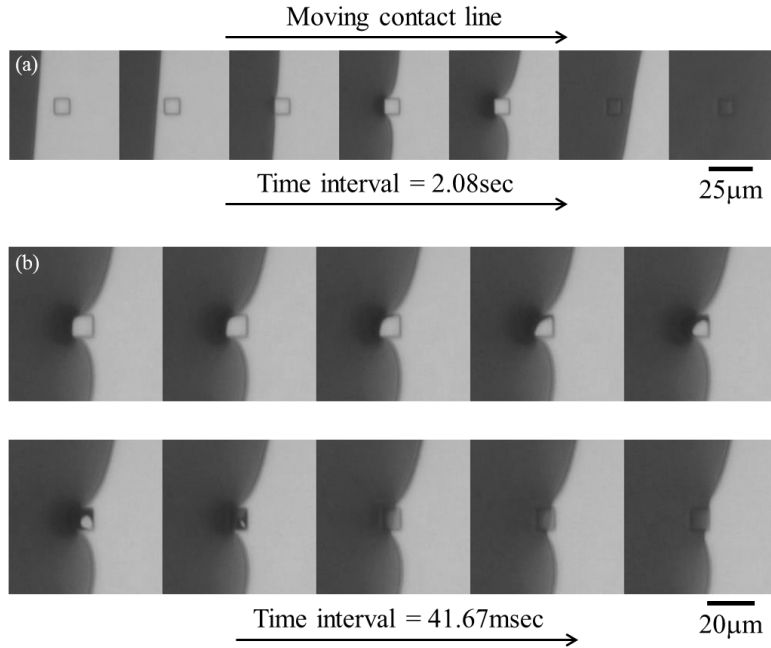 Moving contact line
(a)
Time interval = 2.08sec
25μm
(b)
Time interval = 41.67msec
20μm